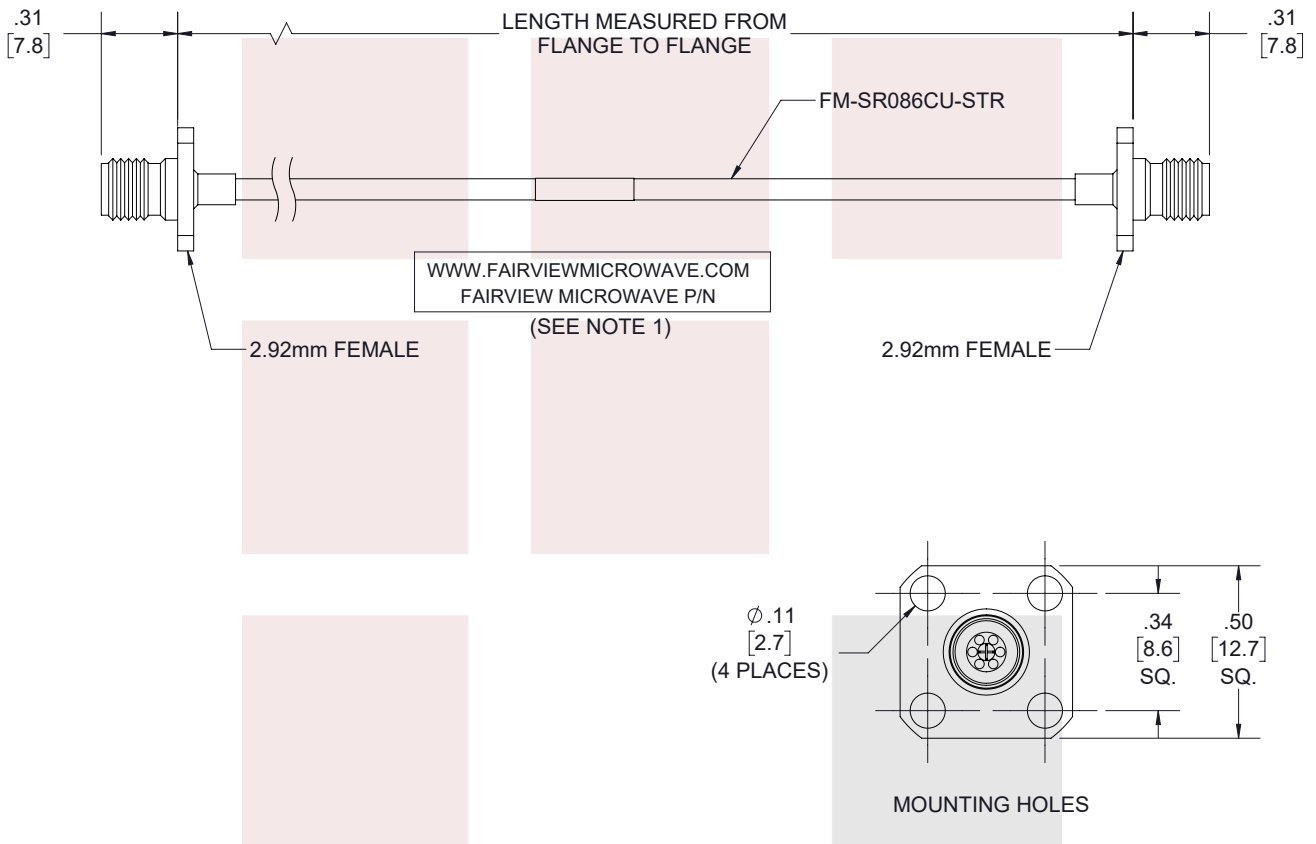 .31
[7.8]
LENGTH MEASURED FROM
FLANGE TO FLANGE
.31
[7.8]
FM-SR086CU-STR
WWW.FAIRVIEWMICROWAVE.COM
FAIRVIEW MICROWAVE P/N
(SEE NOTE 1)
2.92mm FEMALE
2.92mm FEMALE
∅.11
[2.7]
(4 PLACES)
.34
[8.6]
SQ.
.50
[12.7]
SQ.
MOUNTING HOLES